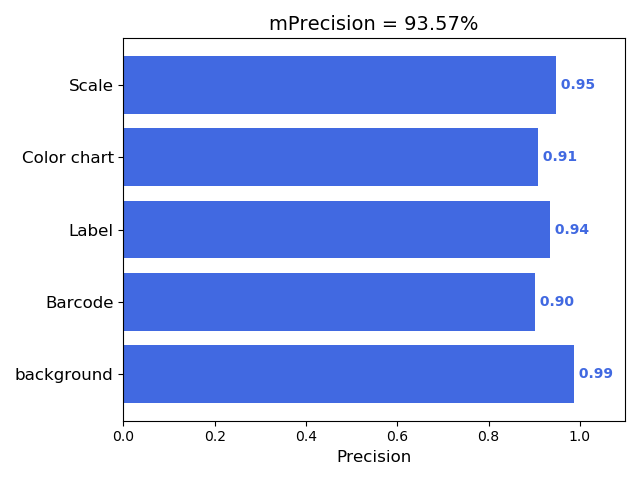 mPrecision = 93.57%
Scale 0.95
Color chart 0.91
Label 0.94
Barcode 0.90
background 0.99
0.0 0.2 0.4 0.6 0.8 1.0
Precision